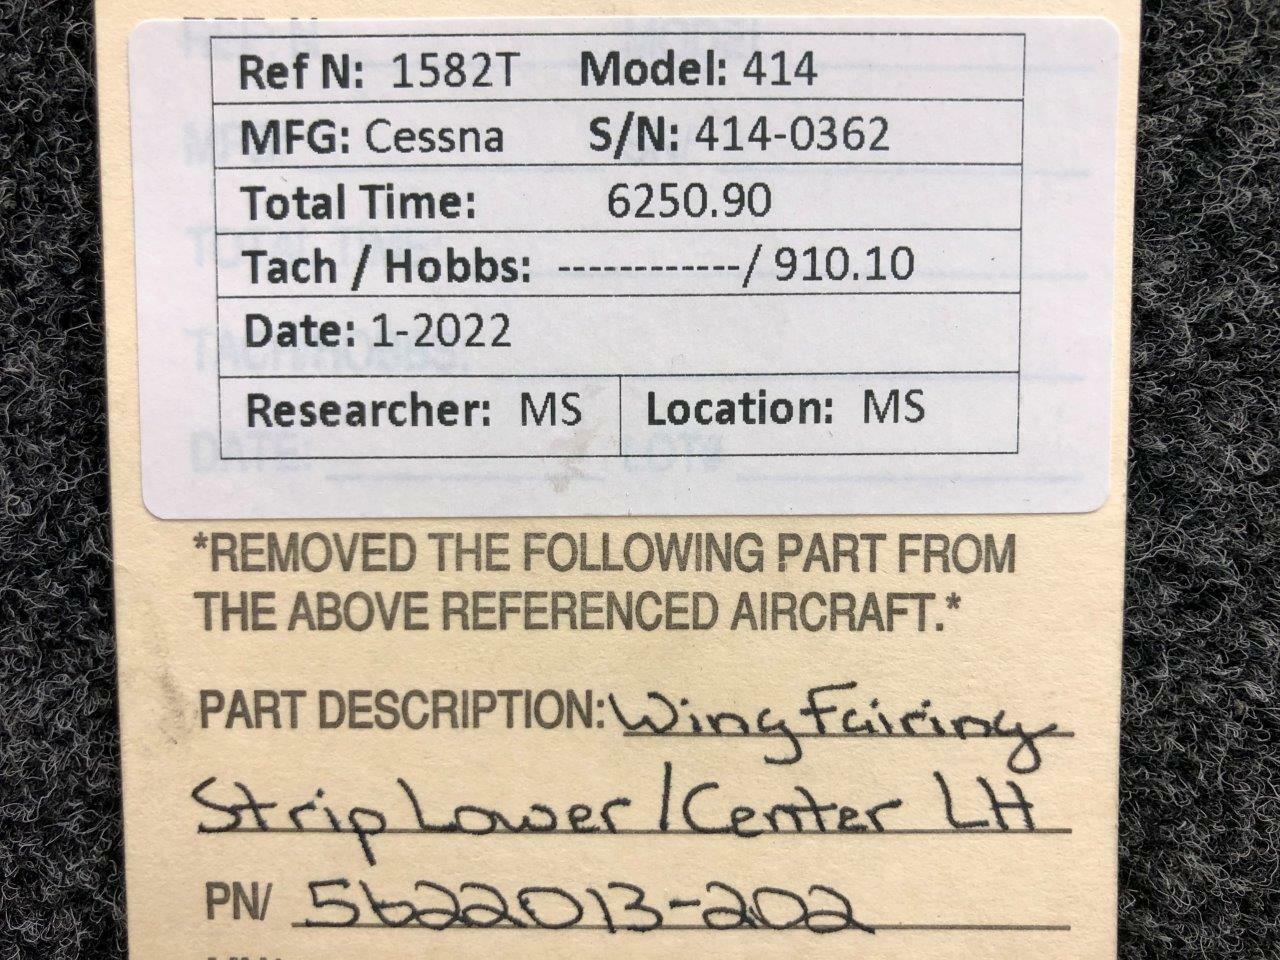 Ref N: 1582T Model: 414
MFG: Cessna S/N: 414-0362
Total Time: 6250.90
Tach / Hobbs: ------------/ 910.10
Date: 1-2022
Researcher: MS Location: MS
DATE: LOT#
*REMOVED THE FOLLOWING PART FROM
THE ABOVE REFERENCED AIRCRAFT.*
PART DESCRIPTION: Wing Fairing
Strip Lower/Center LH
PN/ 5622013-202